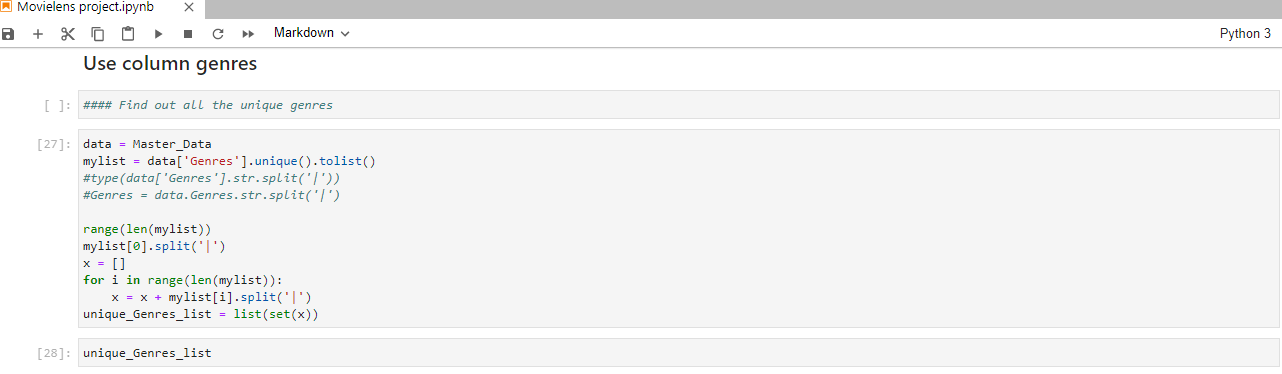 Movielens project.ipynb
Markdown
Python 3
Use column genres
[ ]: #### Find out all the unique genres
[27]: data = Master_Data
mylist = data['Genres'].unique().tolist()
#type(data['Genres'].str.split('|'))
#Genres = data.Genres.str.split('|')
range(len(mylist))
mylist[0].split('|')
x = []
for i in range(len(mylist)):
    x = x + mylist[i].split('|')
unique_Genres_list = list(set(x))
[28]: unique_Genres_list